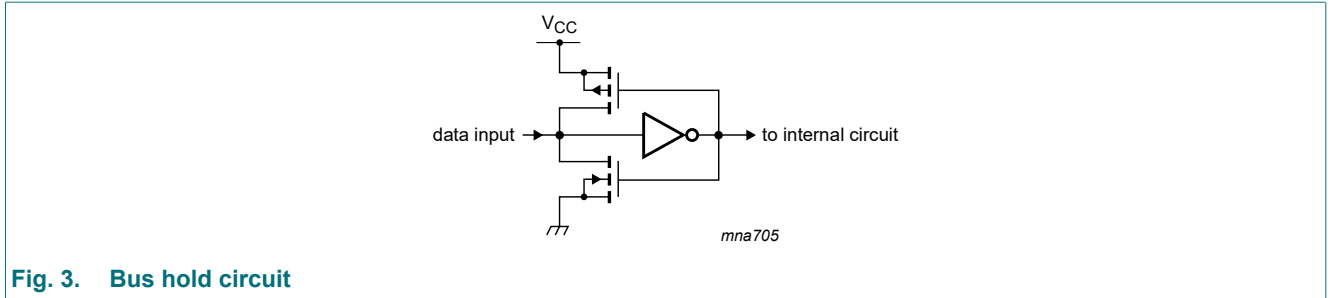 VCC
data input
to internal circuit
mna705
Fig. 3. Bus hold circuit